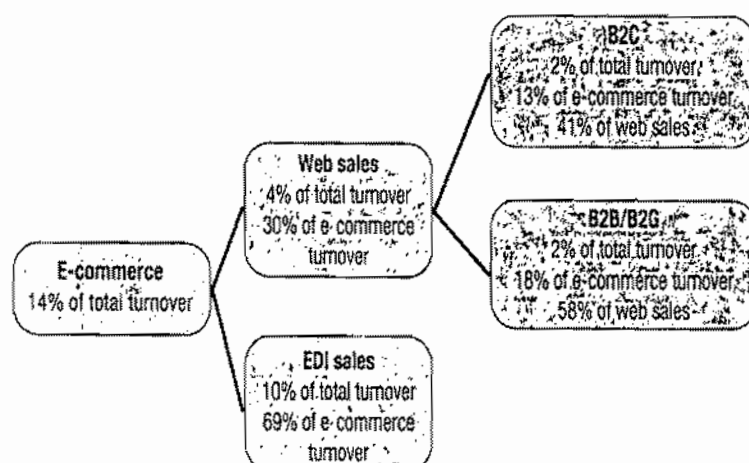 B2C
2% of total turnover
13% of e-commerce turnover
41% of web sales
Web sales
4% of total turnover
30% of e-commerce
turnover
B2B/B2G
2% of total turnover
18% of e-commerce turnover
58% of web sales
E-commerce
14% of total turnover
EDI sales
10% of total turnover
69% of e-commerce
turnover